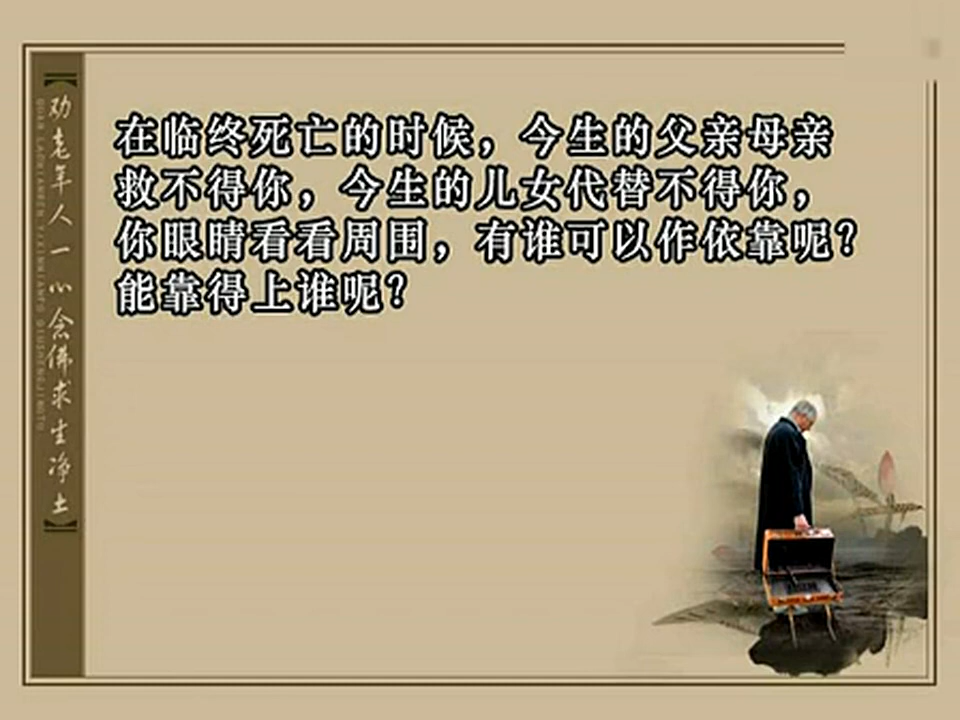 在临终死亡的时候，今生的父亲母亲
救不得你，今生的儿女代替不得你，
你眼睛看看周围，有谁可以作依靠呢？
能靠得上谁呢？
【劝老年人一心念佛求生净土】